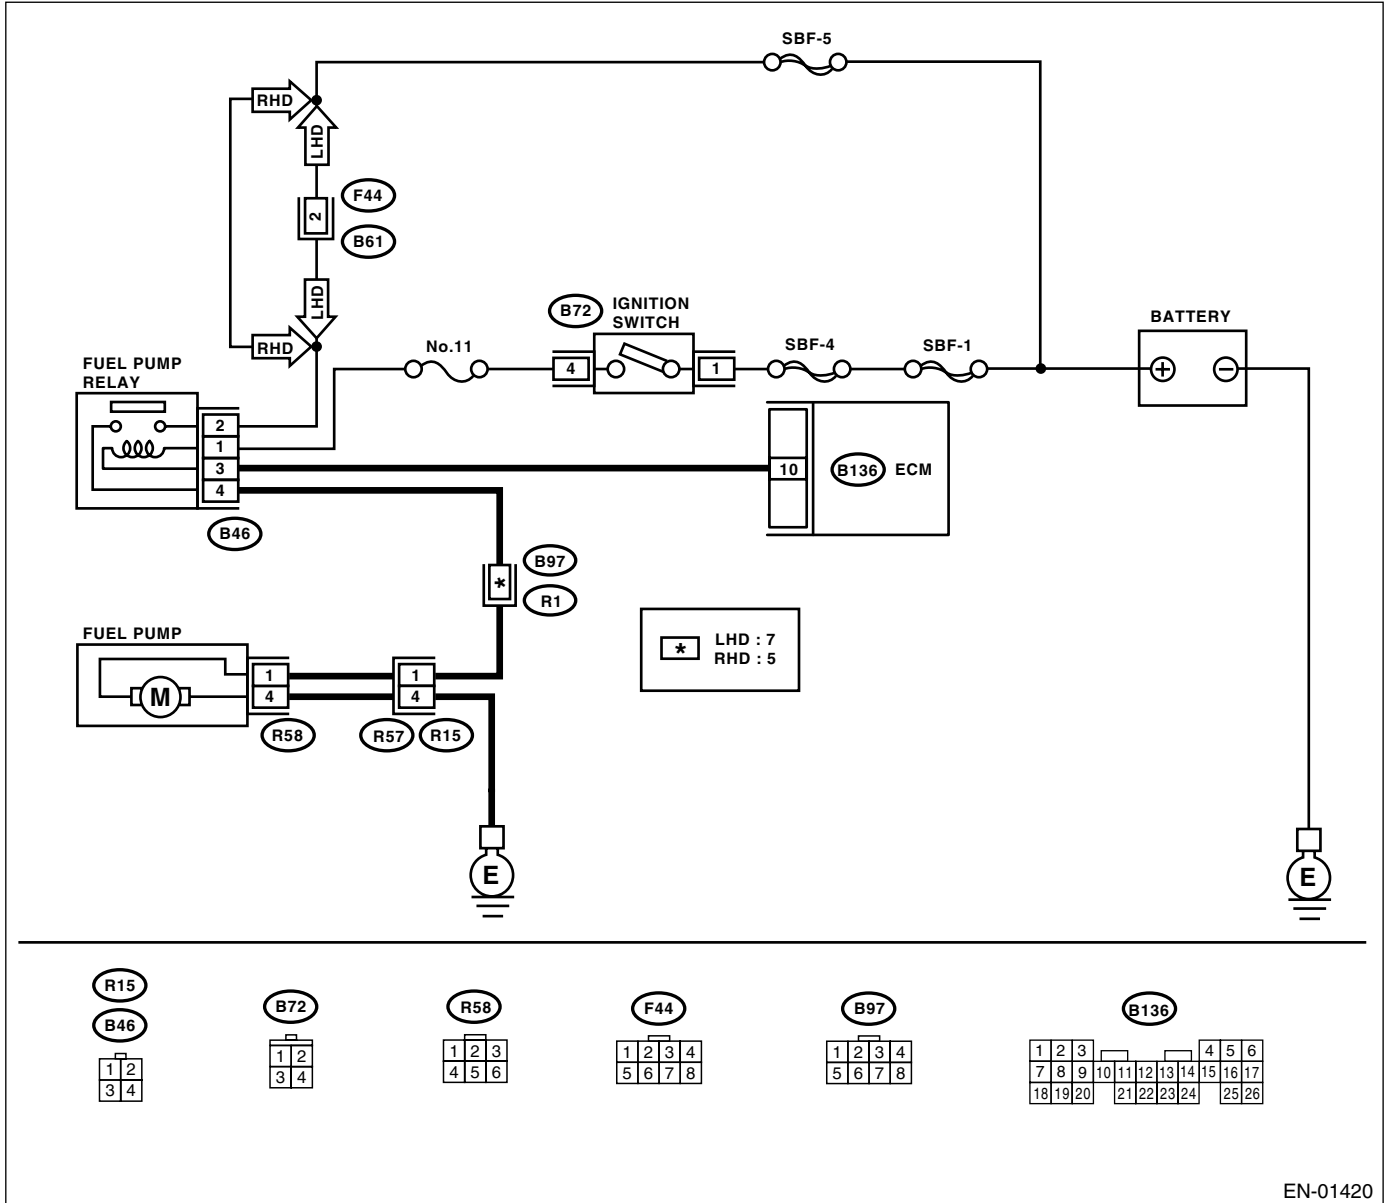 SBF-5
RHD
LHD
F44
2
B61
LHD
RHD
B72
IGNITION
SWITCH
BATTERY
No.11
SBF-4
SBF-1
4
1
+
−
FUEL PUMP
RELAY
2
1
3
4
10
B136 ECM
B46
B97
*
R1
FUEL PUMP
* LHD : 7
RHD : 5
M
1
4
1
4
R58
R57
R15
E
E
R15
B46
B72
R58
F44
B97
B136
1 2
3 4
1 2
3 4
1 2 3
4 5 6
1 2 3 4
5 6 7 8
1 2 3 4
5 6 7 8
1 2 3 4 5 6
7 8 9 10 11 12 13 14 15 16 17
18 19 20 21 22 23 24 25 26
EN-01420